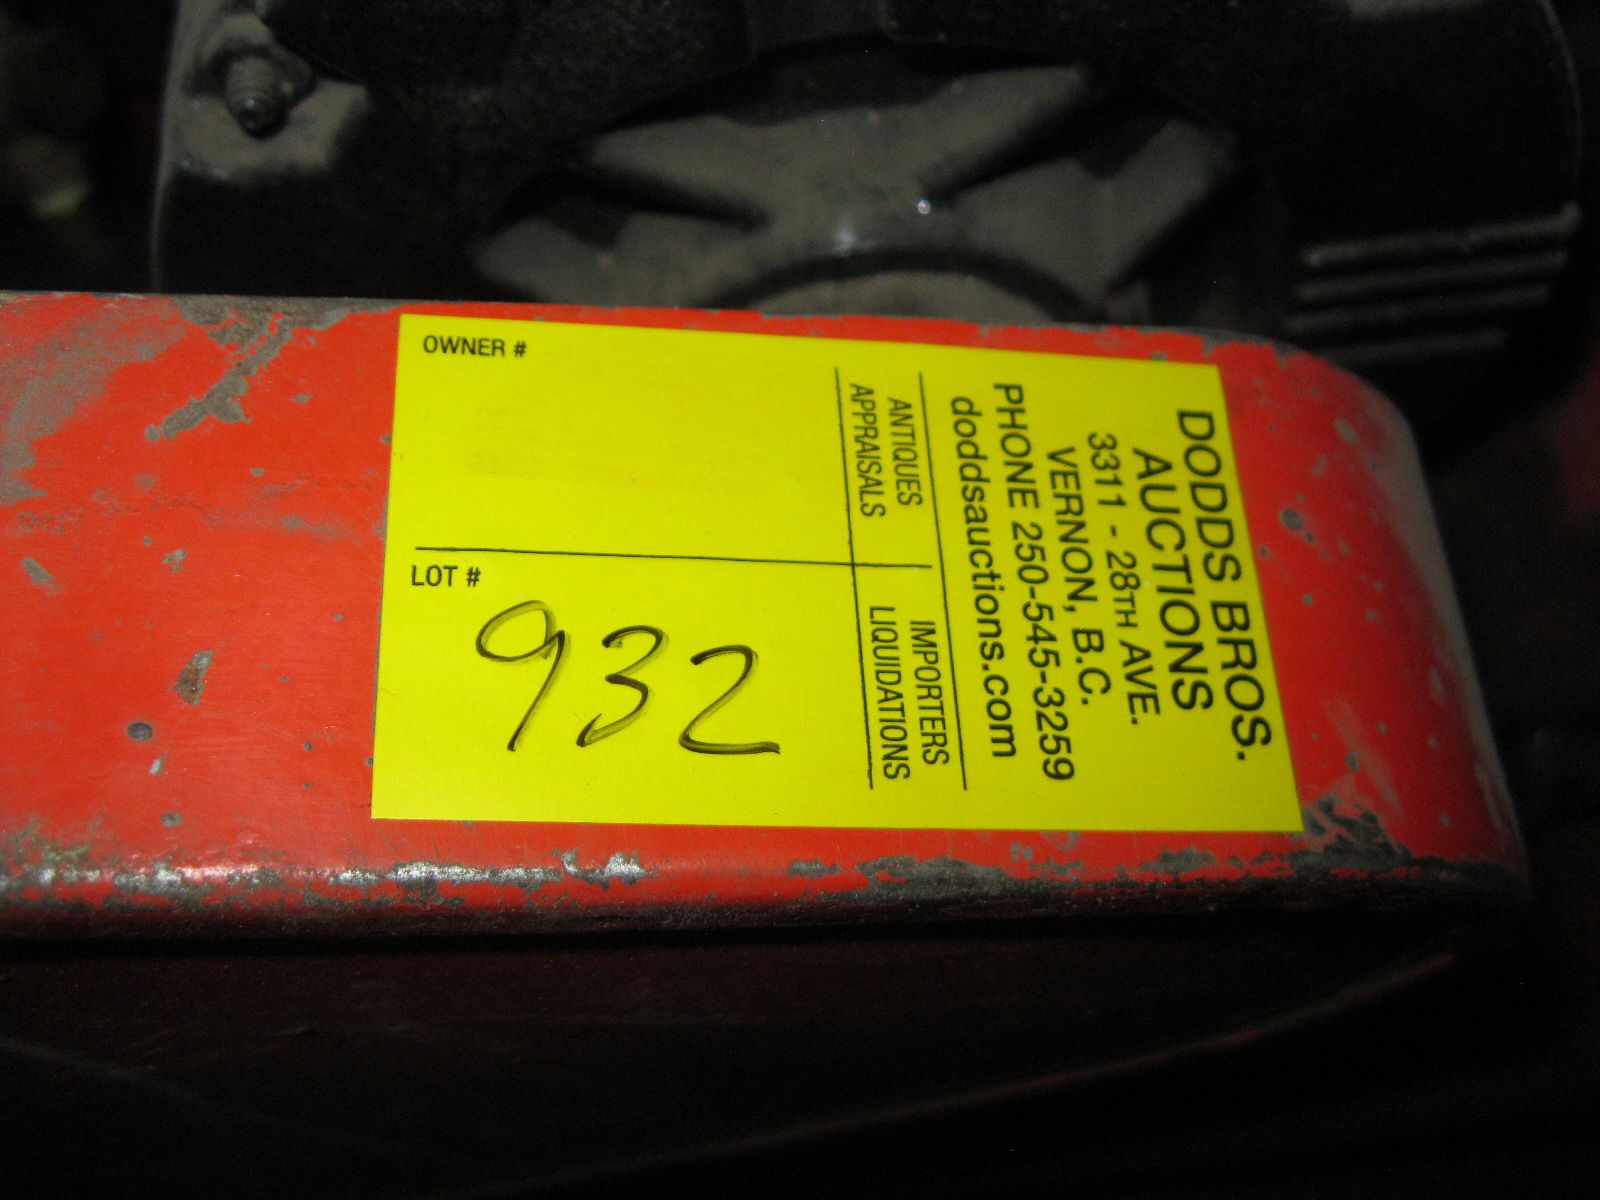 DODDS BROS.
AUCTIONS
3311 - 28TH AVE.
VERNON, B.C.
PHONE 250-545-3259
doddsauctions.com
ANTIQUES IMPORTERS
APPRAISALS LIQUIDATIONS
OWNER #
LOT #
932